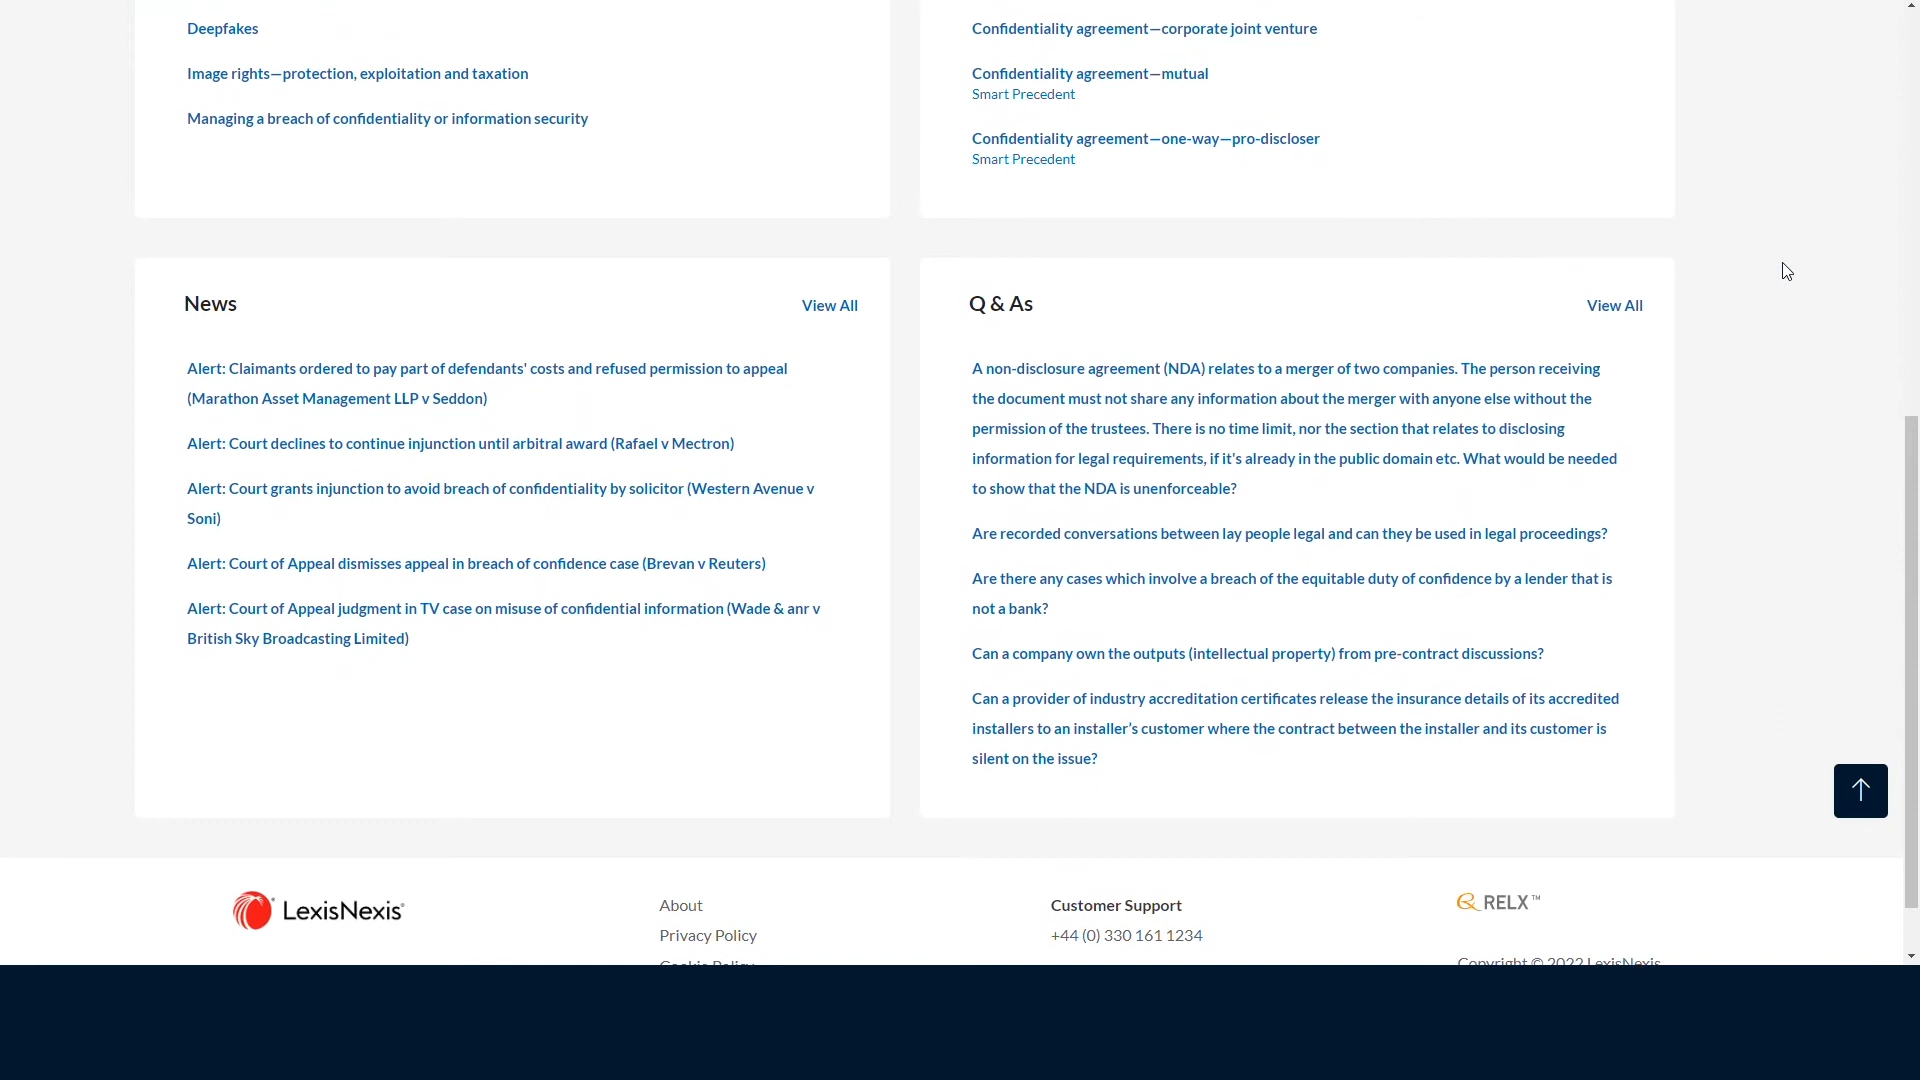 Deepfakes
Image rights—protection, exploitation and taxation
Managing a breach of confidentiality or information security
Confidentiality agreement—corporate joint venture
Confidentiality agreement—mutual
Smart Precedent
Confidentiality agreement—one-way—pro-discloser
Smart Precedent
News
View All
Alert: Claimants ordered to pay part of defendants' costs and refused permission to appeal
(Marathon Asset Management LLP v Seddon)
Alert: Court declines to continue injunction until arbitral award (Rafael v Mectron)
Alert: Court grants injunction to avoid breach of confidentiality by solicitor (Western Avenue v
Soni)
Alert: Court of Appeal dismisses appeal in breach of confidence case (Brevan v Reuters)
Alert: Court of Appeal judgment in TV case on misuse of confidential information (Wade & anr v
British Sky Broadcasting Limited)
Q & As
View All
A non-disclosure agreement (NDA) relates to a merger of two companies. The person receiving
the document must not share any information about the merger with anyone else without the
permission of the trustees. There is no time limit, nor the section that relates to disclosing
information for legal requirements, if it's already in the public domain etc. What would be needed
to show that the NDA is unenforceable?
Are recorded conversations between lay people legal and can they be used in legal proceedings?
Are there any cases which involve a breach of the equitable duty of confidence by a lender that is
not a bank?
Can a company own the outputs (intellectual property) from pre-contract discussions?
Can a provider of industry accreditation certificates release the insurance details of its accredited
installers to an installer’s customer where the contract between the installer and its customer is
silent on the issue?
LexisNexis®
About
Privacy Policy
Cookie Policy
Customer Support
+44 (0) 330 161 1234
RELX™
Copyright © 2022 LexisNexis